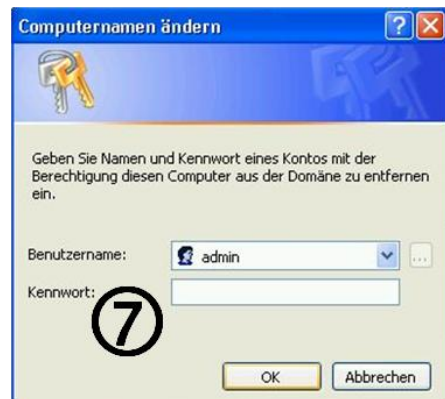 Computernamen ändern
Geben Sie Namen und Kennwort eines Kontos mit der
Berechtigung diesen Computer aus der Domäne zu entfernen
ein.
Benutzername:
admin
...
Kennwort:
7
OK
Abbrechen